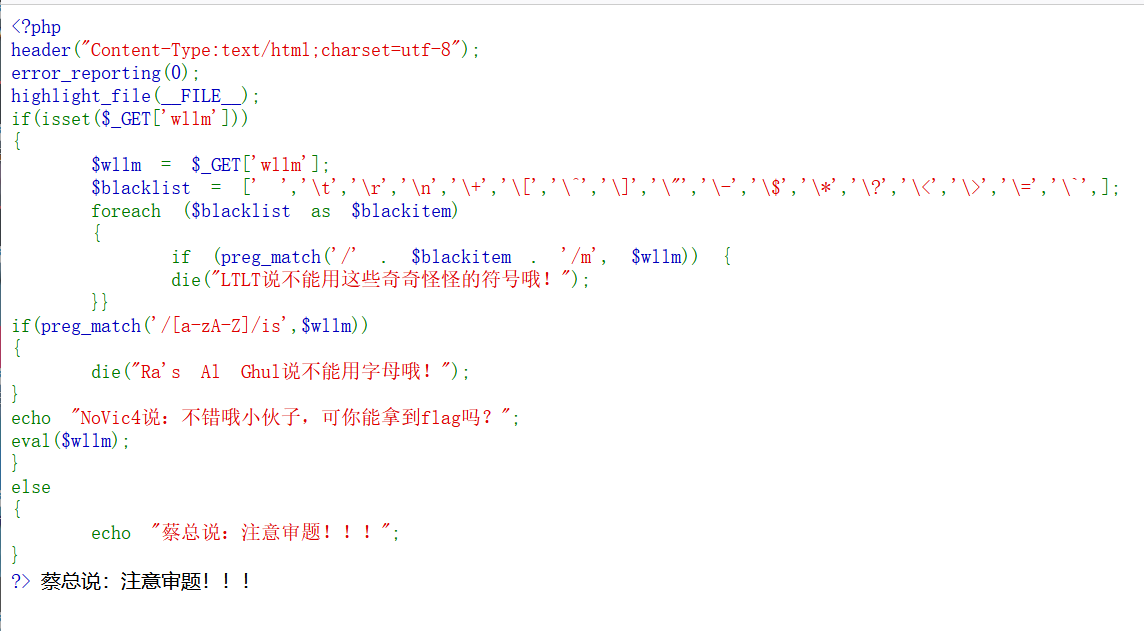 <?php
header("Content-Type:text/html;charset=utf-8");
error_reporting(0);
highlight_file(__FILE__);
if(isset($_GET['wllm']))
{
        $wllm = $_GET['wllm'];
        $blacklist = [' ','\t','\r','\n','\+','\[','\^','\]','\"','\-','\$','\*','\?','\<','\>','\=','\`',];
        foreach ($blacklist as $blackitem)
        {
                if (preg_match('/' . $blackitem . '/m', $wllm)) {
                die("LTLT说不能用这些奇奇怪怪的符号哦！");
        }}
if(preg_match('/[a-zA-Z]/is',$wllm))
{
        die("Ra's Al Ghul说不能用字母哦！");
}
echo "NoVic4说：不错哦小伙子，可你能拿到flag吗？";
eval($wllm);
}
else
{
        echo "蔡总说：注意审题！！！";
}
?> 蔡总说：注意审题！！！